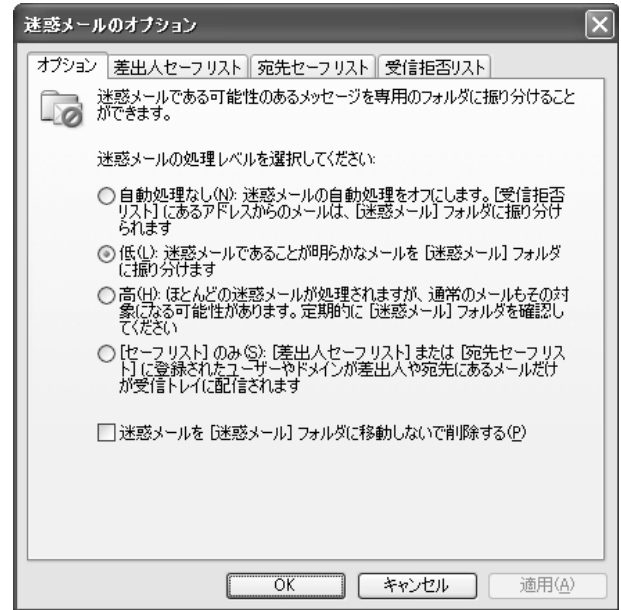 迷惑メールのオプション
オプション 差出人セーフ リスト 宛先セーフ リスト 受信拒否リスト
迷惑メールである可能性のあるメッセージを専用のフォルダに振り分けること
ができます。
迷惑メールの処理レベルを選択してください:
自動処理なし(N): 迷惑メールの自動処理をオフにします。[受信拒否
リスト] にあるアドレスからのメールは、[迷惑メール] フォルダに振り分け
られます
低(L): 迷惑メールであることが明らかなメールを [迷惑メール] フォルダ
に振り分けます
高(H): ほとんどの迷惑メールが処理されますが、通常のメールもその対
象になる可能性があります。定期的に [迷惑メール] フォルダを確認し
てください
[セーフ リスト] のみ(S): [差出人セーフ リスト] または [宛先セーフ リス
ト] に登録されたユーザーやドメインが差出人や宛先にあるメールだけ
が受信トレイに配信されます
迷惑メールを [迷惑メール] フォルダに移動しないで削除する(P)
OK キャンセル 適用(A)